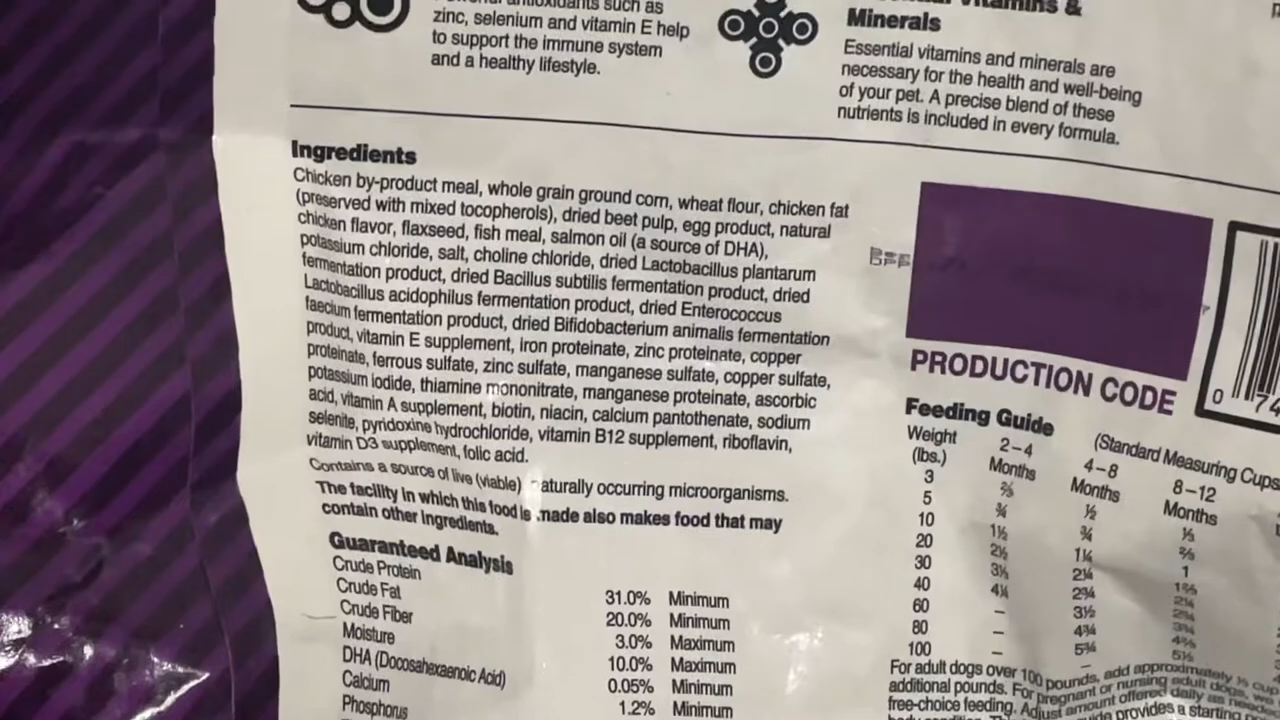 antioxidants such as
zinc, selenium and vitamin E help
to support the immune system
and a healthy lifestyle.
Vitamins &
Minerals
Essential vitamins and minerals are
necessary for the health and well-being
of your pet. A precise blend of these
nutrients is included in every formula.
Ingredients
Chicken by-product meal, whole grain ground corn, wheat flour, chicken fat
(preserved with mixed tocopherols), dried beet pulp, egg product, natural
chicken flavor, flaxseed, fish meal, salmon oil (a source of DHA),
potassium chloride, salt, choline chloride, dried Lactobacillus plantarum
fermentation product, dried Bacillus subtilis fermentation product, dried
Lactobacillus acidophilus fermentation product, dried Enterococcus
faecium fermentation product, dried Bifidobacterium animalis fermentation
product, vitamin E supplement, iron proteinate, zinc proteinate, copper
proteinate, ferrous sulfate, zinc sulfate, manganese sulfate, copper sulfate,
potassium iodide, thiamine mononitrate, manganese proteinate, ascorbic
acid, vitamin A supplement, biotin, niacin, calcium pantothenate, sodium
selenite, pyridoxine hydrochloride, vitamin B12 supplement, riboflavin,
vitamin D3 supplement, folic acid.
Contains a source of live (viable) naturally occurring microorganisms.
The facility in which this food is made also makes food that may
contain other ingredients.
Guaranteed Analysis
Crude Protein 31.0% Minimum
Crude Fat 20.0% Minimum
Crude Fiber 3.0% Maximum
Moisture 10.0% Maximum
DHA (Docosahexaenoic Acid) 0.05% Minimum
Calcium 1.2% Minimum
Phosphorus
PRODUCTION CODE
0 74
Feeding Guide
(Standard Measuring Cups
Weight 2–4 4–8 8–12
(lbs.) Months Months Months
3 ⅔ ½ ⅓
5 ¾ ¾ ⅔
10 1½ 1¼ 1
20 2½ 2¼
30 3⅓ 2¾
40 4¼ 3½
60 – 4¾
80 – 5¾
100 – –
For adult dogs over 100 pounds, add approximately ⅓ cup
additional pounds. For pregnant or nursing adult dogs,
free-choice feeding. Adjust amount offered daily as needed
provides a starting